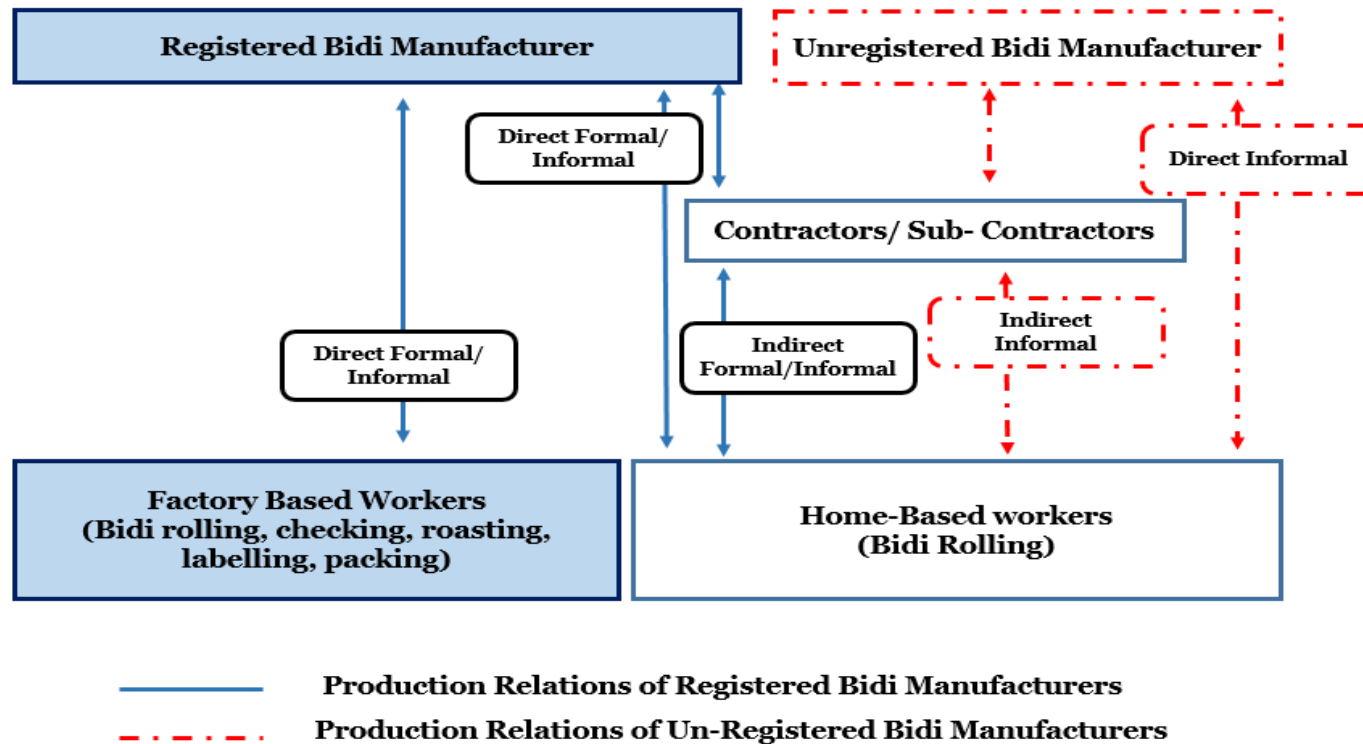 Registered Bidi Manufacturer
Unregistered Bidi Manufacturer
Direct Formal/
Informal
Direct Informal
Contractors/ Sub- Contractors
Direct Formal/
Informal
Indirect
Formal/Informal
Indirect
Informal
Factory Based Workers
(Bidi rolling, checking, roasting,
labelling, packing)
Home-Based workers
(Bidi Rolling)
Production Relations of Registered Bidi Manufacturers
Production Relations of Un-Registered Bidi Manufacturers